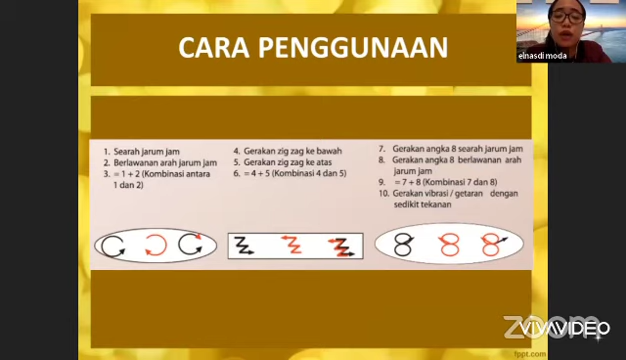 CARA PENGGUNAAN
elnasdi moda
1. Searah jarum jam
2. Berlawanan arah jarum jam
3. = 1 + 2 (Kombinasi antara
1 dan 2)
4. Gerakan zig zag ke bawah
5. Gerakan zig zag ke atas
6. = 4 + 5 (Kombinasi 4 dan 5)
7. Gerakan angka 8 searah jarum jam
8. Gerakan angka 8 berlawanan arah
jarum jam
9. = 7 + 8 (Kombinasi 7 dan 8)
10. Gerakan vibrasi / getaran dengan
sedikit tekanan
zoom
VIVAVIDEO
fppt.com